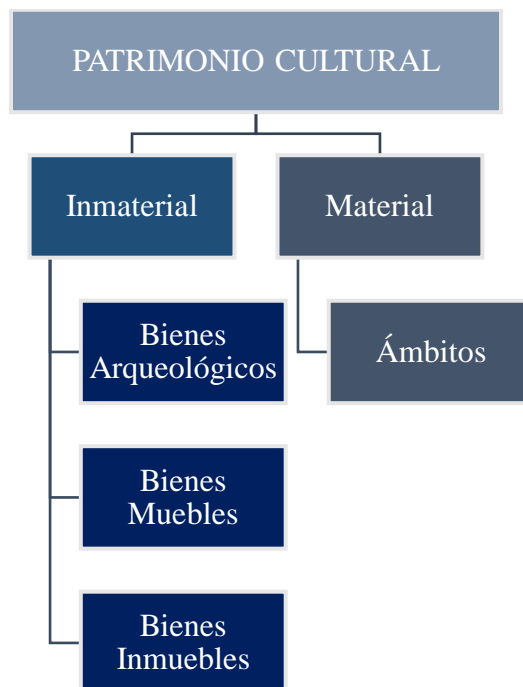 PATRIMONIO CULTURAL
Inmaterial
Material
Bienes
Arqueológicos
Ámbitos
Bienes
Muebles
Bienes
Inmuebles